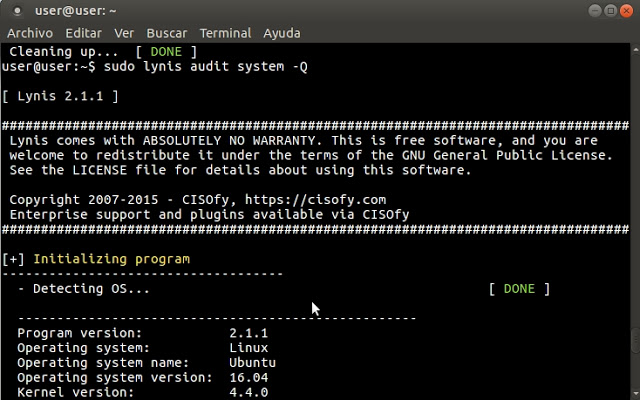 user@user: ~
Archivo Editar Ver Buscar Terminal Ayuda
Cleaning up... [ DONE ]
user@user:~$ sudo lynis audit system -Q
[ Lynis 2.1.1 ]
################################################################################
Lynis comes with ABSOLUTELY NO WARRANTY. This is free software, and you are
welcome to redistribute it under the terms of the GNU General Public License.
See the LICENSE file for details about using this software.
Copyright 2007-2015 - CISOfy, https://cisofy.com
Enterprise support and plugins available via CISOfy
################################################################################
[+] Initializing program
------------------------------------
- Detecting OS... [ DONE ]
---------------------------------------------------
Program version: 2.1.1
Operating system: Linux
Operating system name: Ubuntu
Operating system version: 16.04
Kernel version: 4.4.0